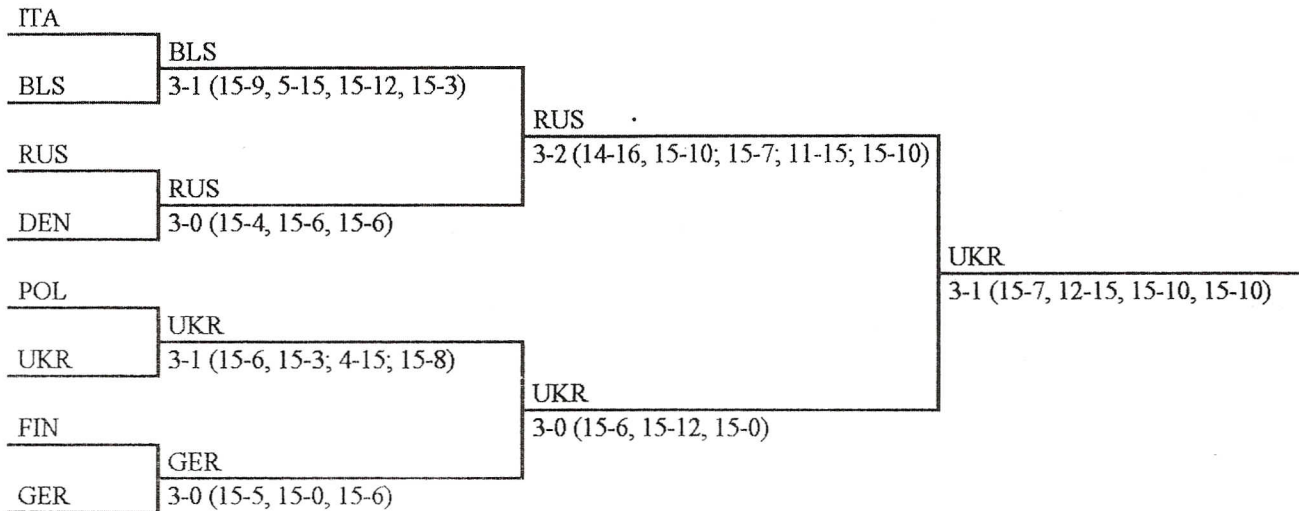 ITA
BLS
BLS
3-1 (15-9, 5-15, 15-12, 15-3)
RUS
3-2 (14-16, 15-10; 15-7; 11-15; 15-10)
RUS
RUS
DEN
3-0 (15-4, 15-6, 15-6)
UKR
3-1 (15-7, 12-15, 15-10, 15-10)
POL
UKR
UKR
3-1 (15-6, 15-3; 4-15; 15-8)
UKR
3-0 (15-6, 15-12, 15-0)
FIN
GER
GER
3-0 (15-5, 15-0, 15-6)